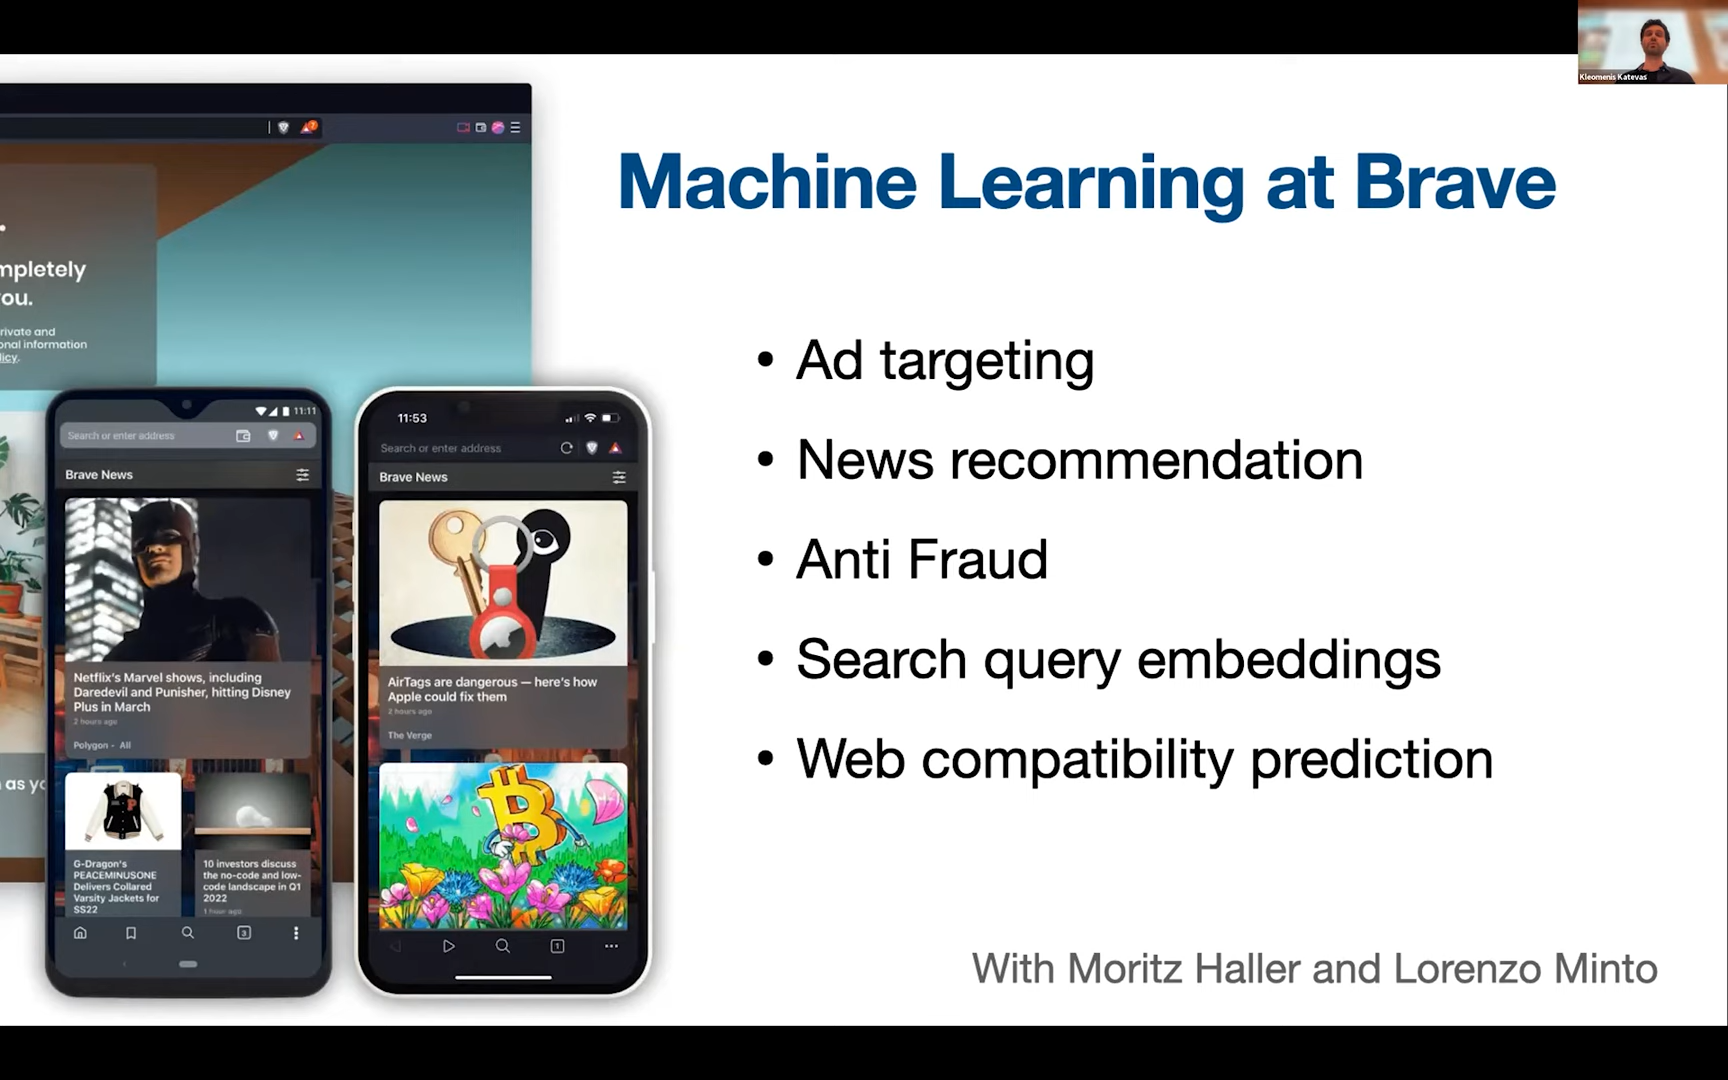 Kleomenis Katevas
Machine Learning at Brave
• Ad targeting
• News recommendation
• Anti Fraud
• Search query embeddings
• Web compatibility prediction
With Moritz Haller and Lorenzo Minto
2
mpletely
ou.
rivate and
onal information
licy.
as yo
11:11
Search or enter address
Brave News
Netflix's Marvel shows, including
Daredevil and Punisher, hitting Disney
Plus in March
2 hours ago
Polygon - All
P
G-Dragon's
PEACEMINUSONE
Delivers Collared
Varsity Jackets for
SS22
10 investors discuss
the no-code and low-
code landscape in Q1
2022
1 hour ago
3
11:53
Search or enter address
Brave News
AirTags are dangerous — here's how
Apple could fix them
2 hours ago
The Verge
1